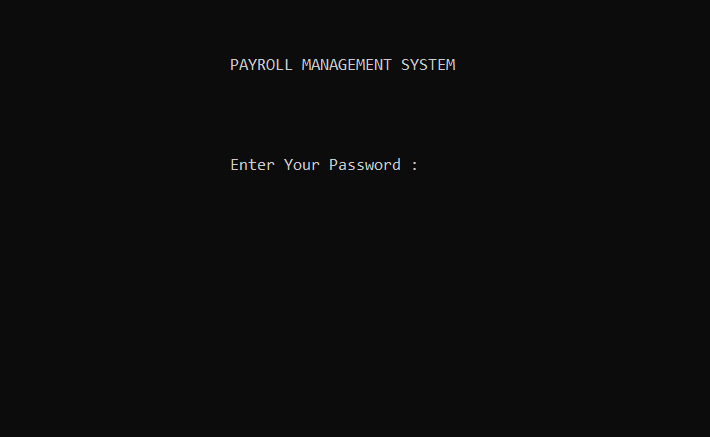 PAYROLL MANAGEMENT SYSTEM
Enter Your Password :